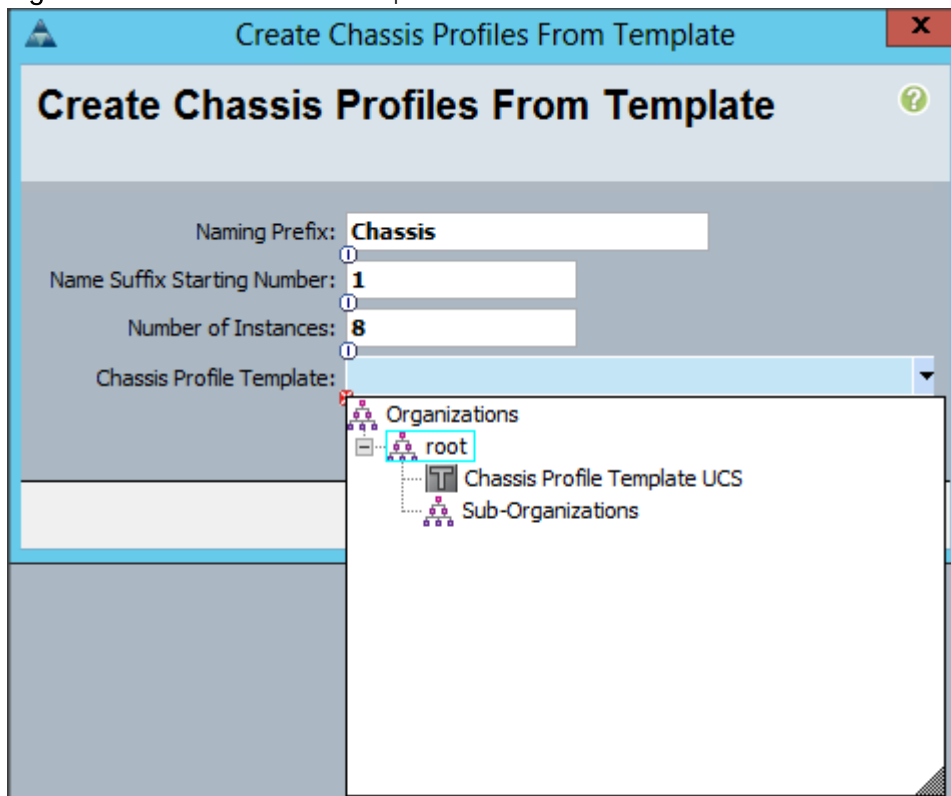 Create Chassis Profiles From Template
X
Create Chassis Profiles From Template
?
Naming Prefix: Chassis
Name Suffix Starting Number: 1
Number of Instances: 8
Chassis Profile Template:
Organizations
root
Chassis Profile Template UCS
Sub-Organizations